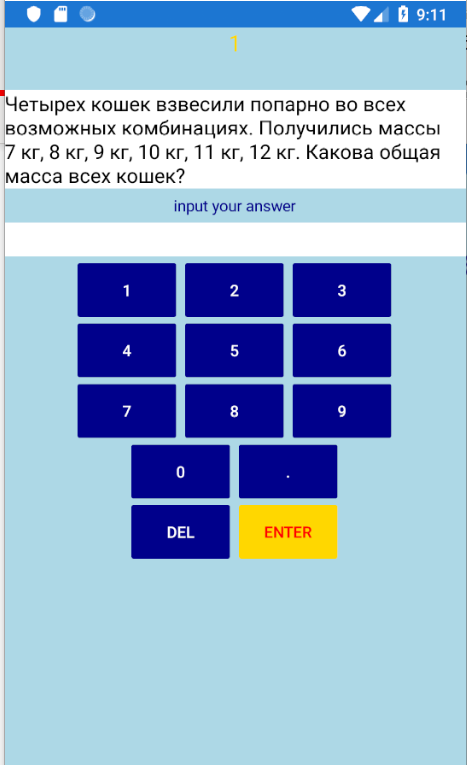 9:11
1
Четырех кошек взвесили попарно во всех
возможных комбинациях. Получились массы
7 кг, 8 кг, 9 кг, 10 кг, 11 кг, 12 кг. Какова общая
масса всех кошек?
input your answer
1 2 3
4 5 6
7 8 9
0 .
DEL ENTER